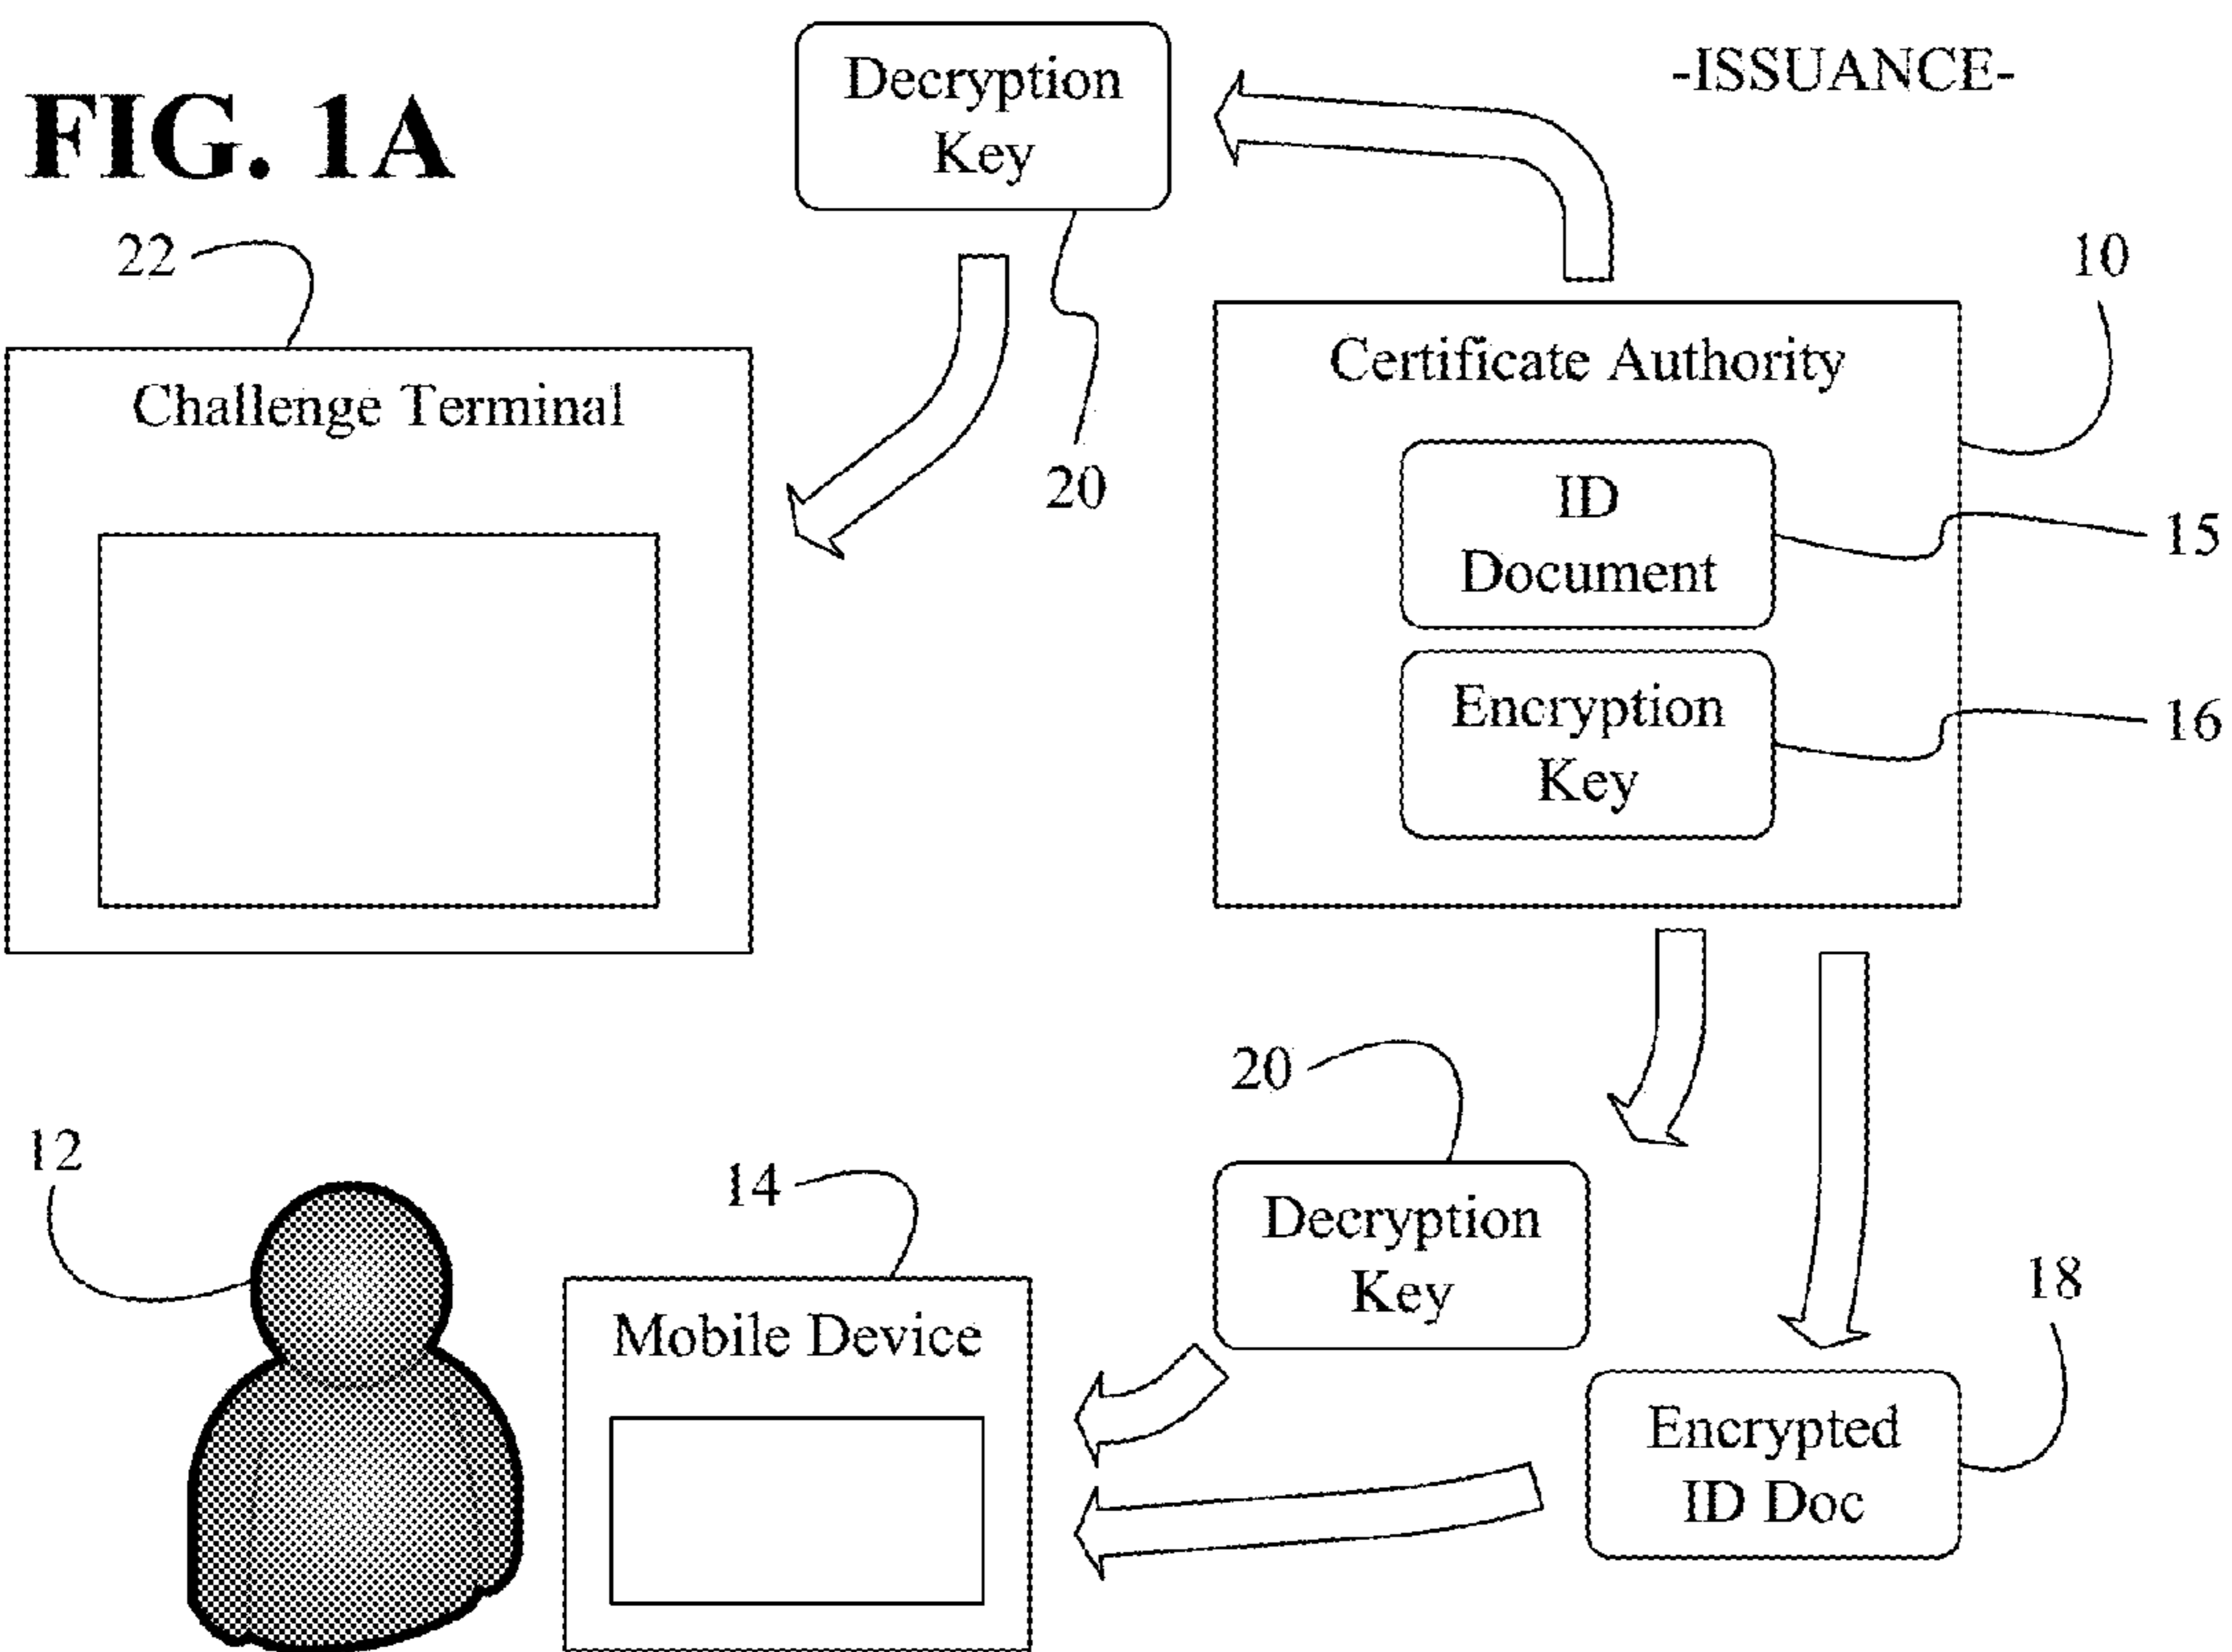 FIG. 1A
-ISSUANCE-
Decryption
Key
22
10
Challenge Terminal
Certificate Authority
20
ID
Document
15
Encryption
Key
16
20
12
14
Decryption
Key
18
Mobile Device
Encrypted
ID Doc